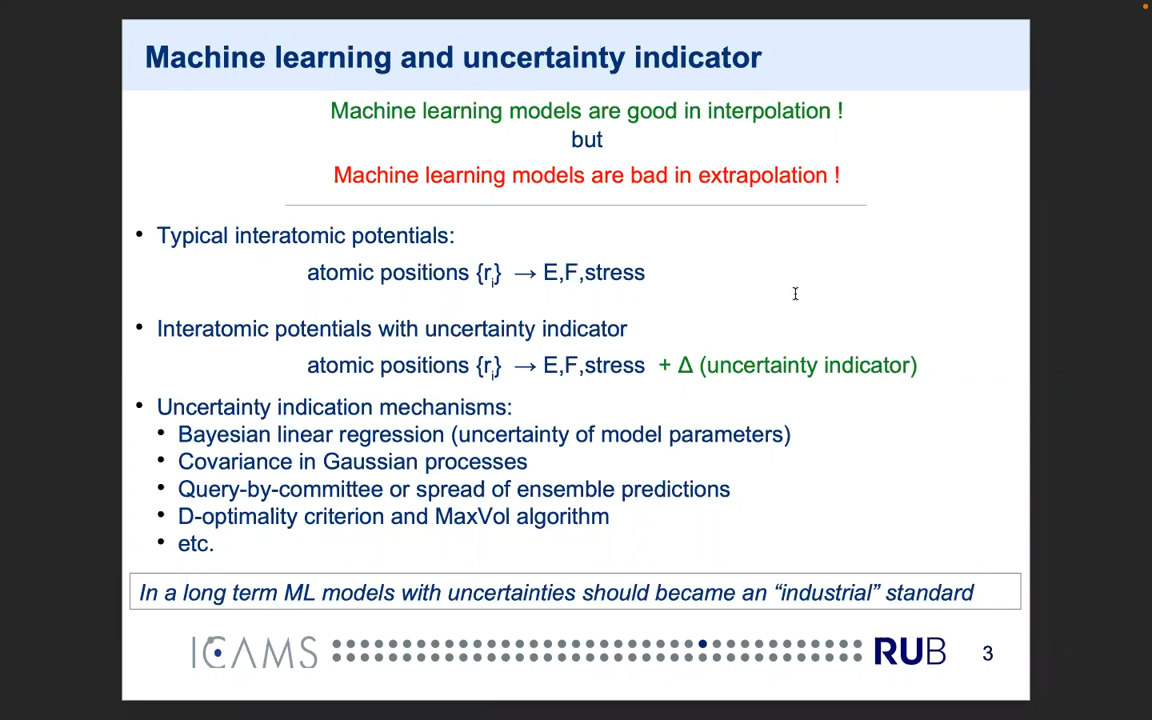 Machine learning and uncertainty indicator
Machine learning models are good in interpolation !
but
Machine learning models are bad in extrapolation !
• Typical interatomic potentials:
atomic positions {rᵢ} → E,F,stress
• Interatomic potentials with uncertainty indicator
atomic positions {rᵢ} → E,F,stress + Δ (uncertainty indicator)
• Uncertainty indication mechanisms:
• Bayesian linear regression (uncertainty of model parameters)
• Covariance in Gaussian processes
• Query-by-committee or spread of ensemble predictions
• D-optimality criterion and MaxVol algorithm
• etc.
In a long term ML models with uncertainties should became an “industrial” standard
ICAMS RUB 3